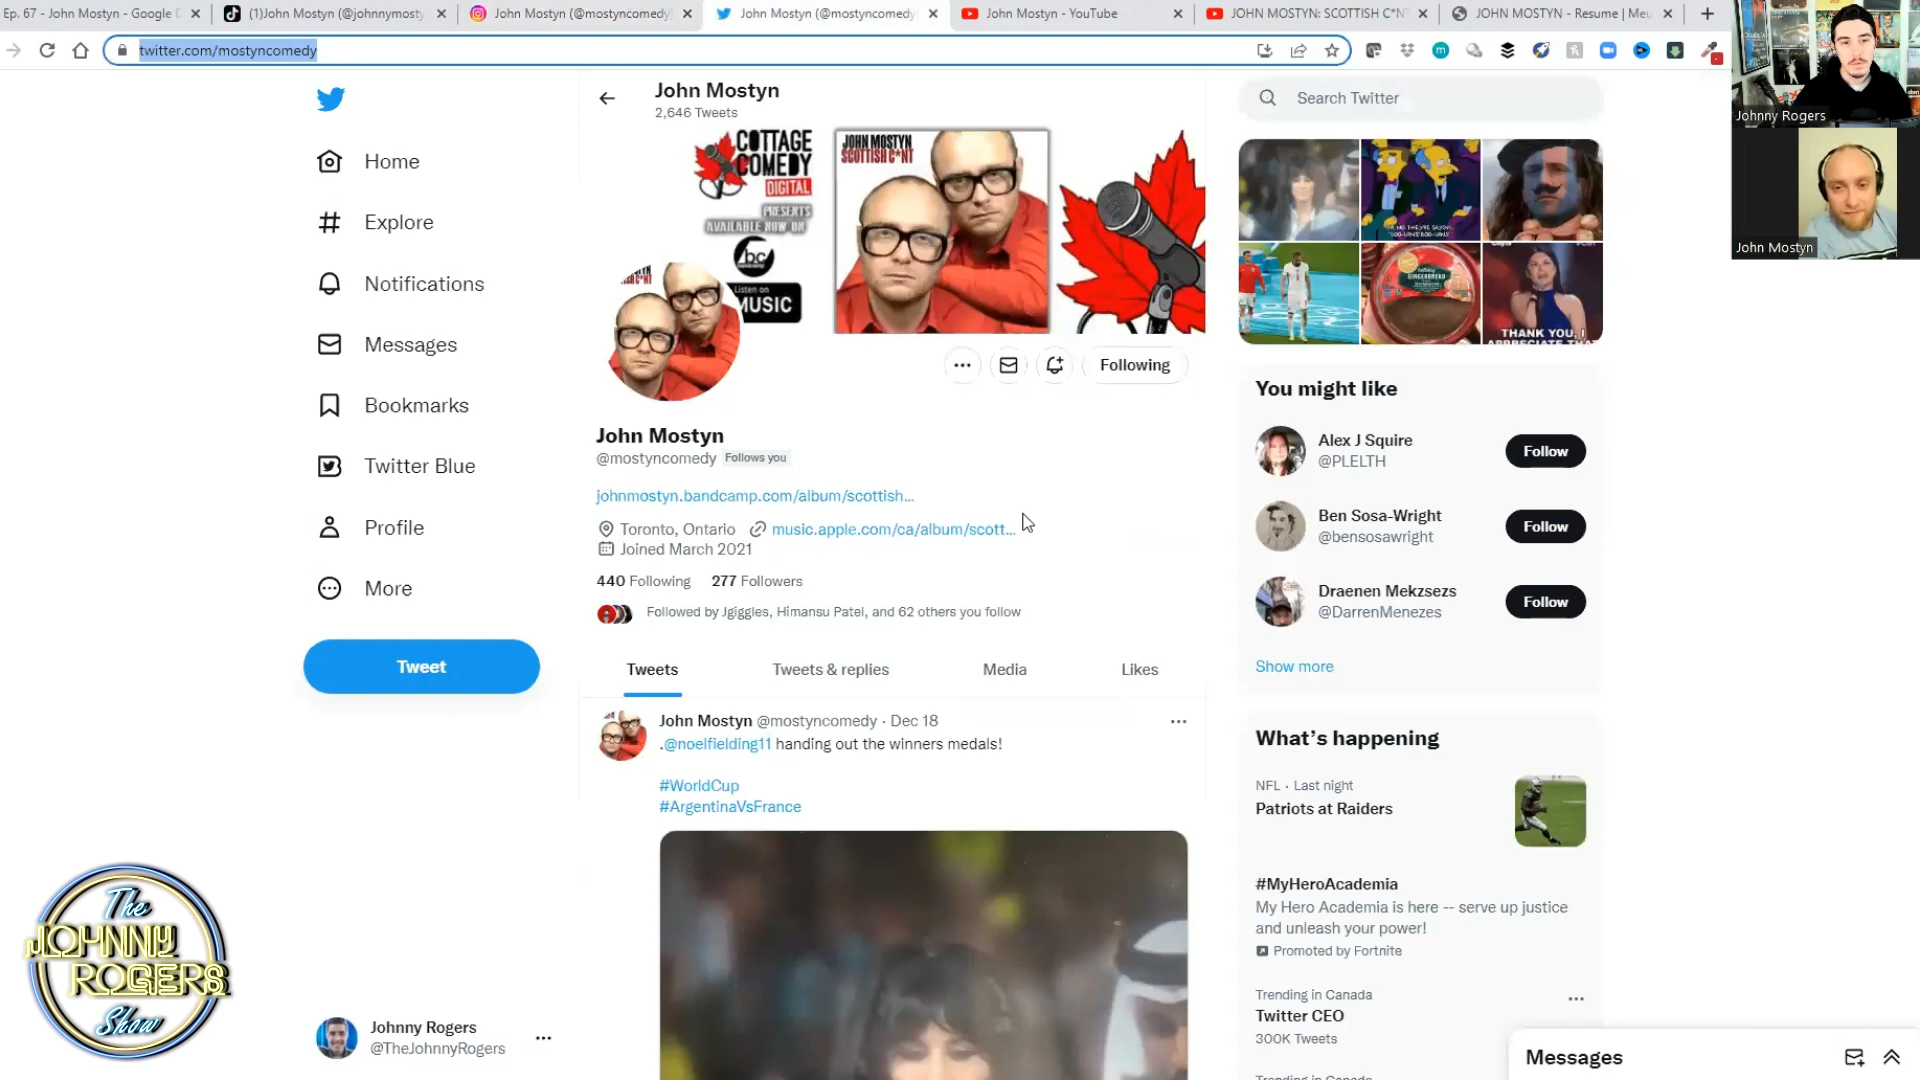 Ep. 67 - John Mostyn - Google D
(1)John Mostyn (@johnnymosty
John Mostyn (@mostyncomedy)
John Mostyn (@mostyncomedy
John Mostyn - YouTube
JOHN MOSTYN: SCOTTISH C*N
JOHN MOSTYN - Resume | Meu
twitter.com/mostyncomedy
Johnny Rogers
John Mostyn
John Mostyn
2,646 Tweets
Search Twitter
COTTAGE
COMEDY
DIGITAL
PRESENTS
AVAILABLE NOW ON
bc
Listen on
MUSIC
JOHN MOSTYN
SCOTTISH C*NT
THANK YOU, I
APPRECIATE THA
Home
Explore
Notifications
Messages
Bookmarks
Twitter Blue
Profile
More
Tweet
Following
John Mostyn
@mostyncomedy Follows you
johnmostyn.bandcamp.com/album/scottish...
Toronto, Ontario music.apple.com/ca/album/scott...
Joined March 2021
440 Following 277 Followers
Followed by Jgiggles, Himansu Patel, and 62 others you follow
Tweets Tweets & replies Media Likes
John Mostyn @mostyncomedy · Dec 18
.@noelfielding11 handing out the winners medals!
#WorldCup
#ArgentinaVsFrance
You might like
Alex J Squire
@PLELTH
Follow
Ben Sosa-Wright
@bensosawright
Follow
Draenen Mekzsezs
@DarrenMenezes
Follow
Show more
What's happening
NFL · Last night
Patriots at Raiders
#MyHeroAcademia
My Hero Academia is here -- serve up justice
and unleash your power!
Promoted by Fortnite
Trending in Canada
Twitter CEO
300K Tweets
Trending in Canada
Messages
The
JOHNNY
ROGERS
Show
Johnny Rogers
@TheJohnnyRogers